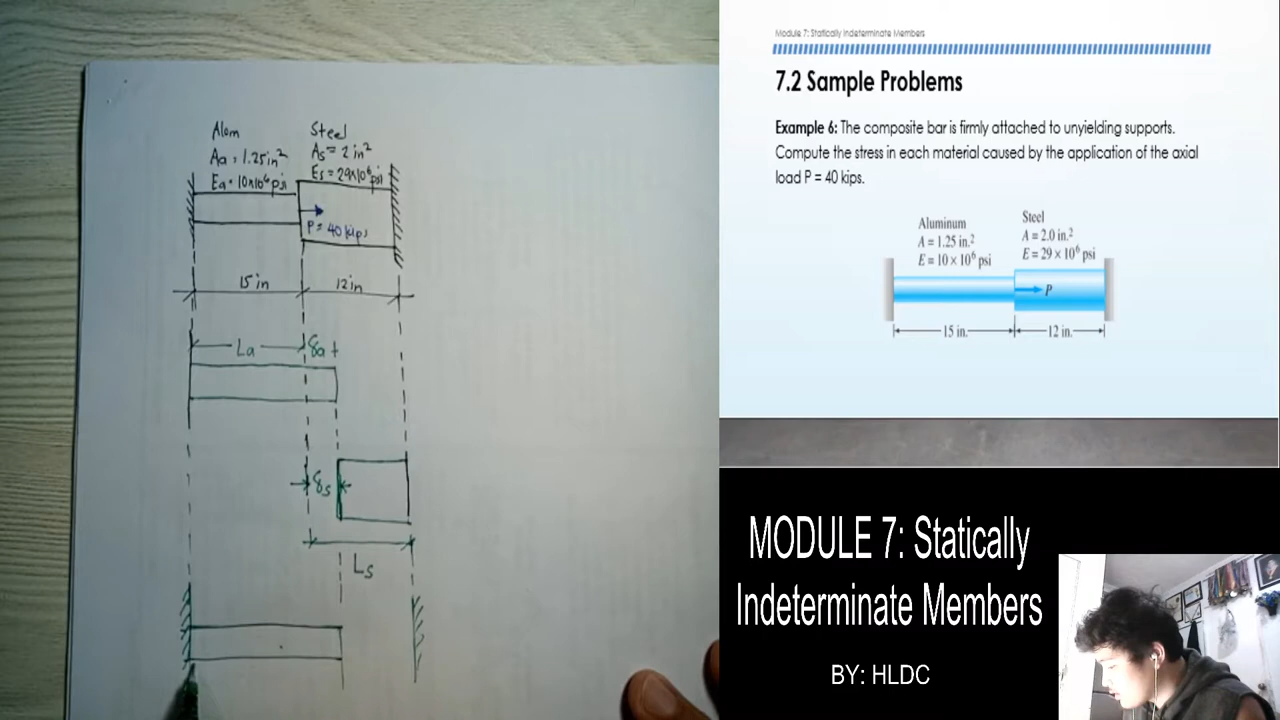 Alum
Aa = 1.25in²
Ea = 10x10⁶ psi
Steel
As = 2 in²
Es = 29x10⁶ psi
P = 40 kips
15 in
12 in
La
δa
δs
Ls
Module 7: Statically Indeterminate Members
7.2 Sample Problems
Example 6: The composite bar is firmly attached to unyielding supports.
Compute the stress in each material caused by the application of the axial
load P = 40 kips.
Aluminum
A = 1.25 in.²
E = 10 × 10⁶ psi
Steel
A = 2.0 in.²
E = 29 × 10⁶ psi
P
15 in.
12 in.
MODULE 7: Statically
Indeterminate Members
BY: HLDC